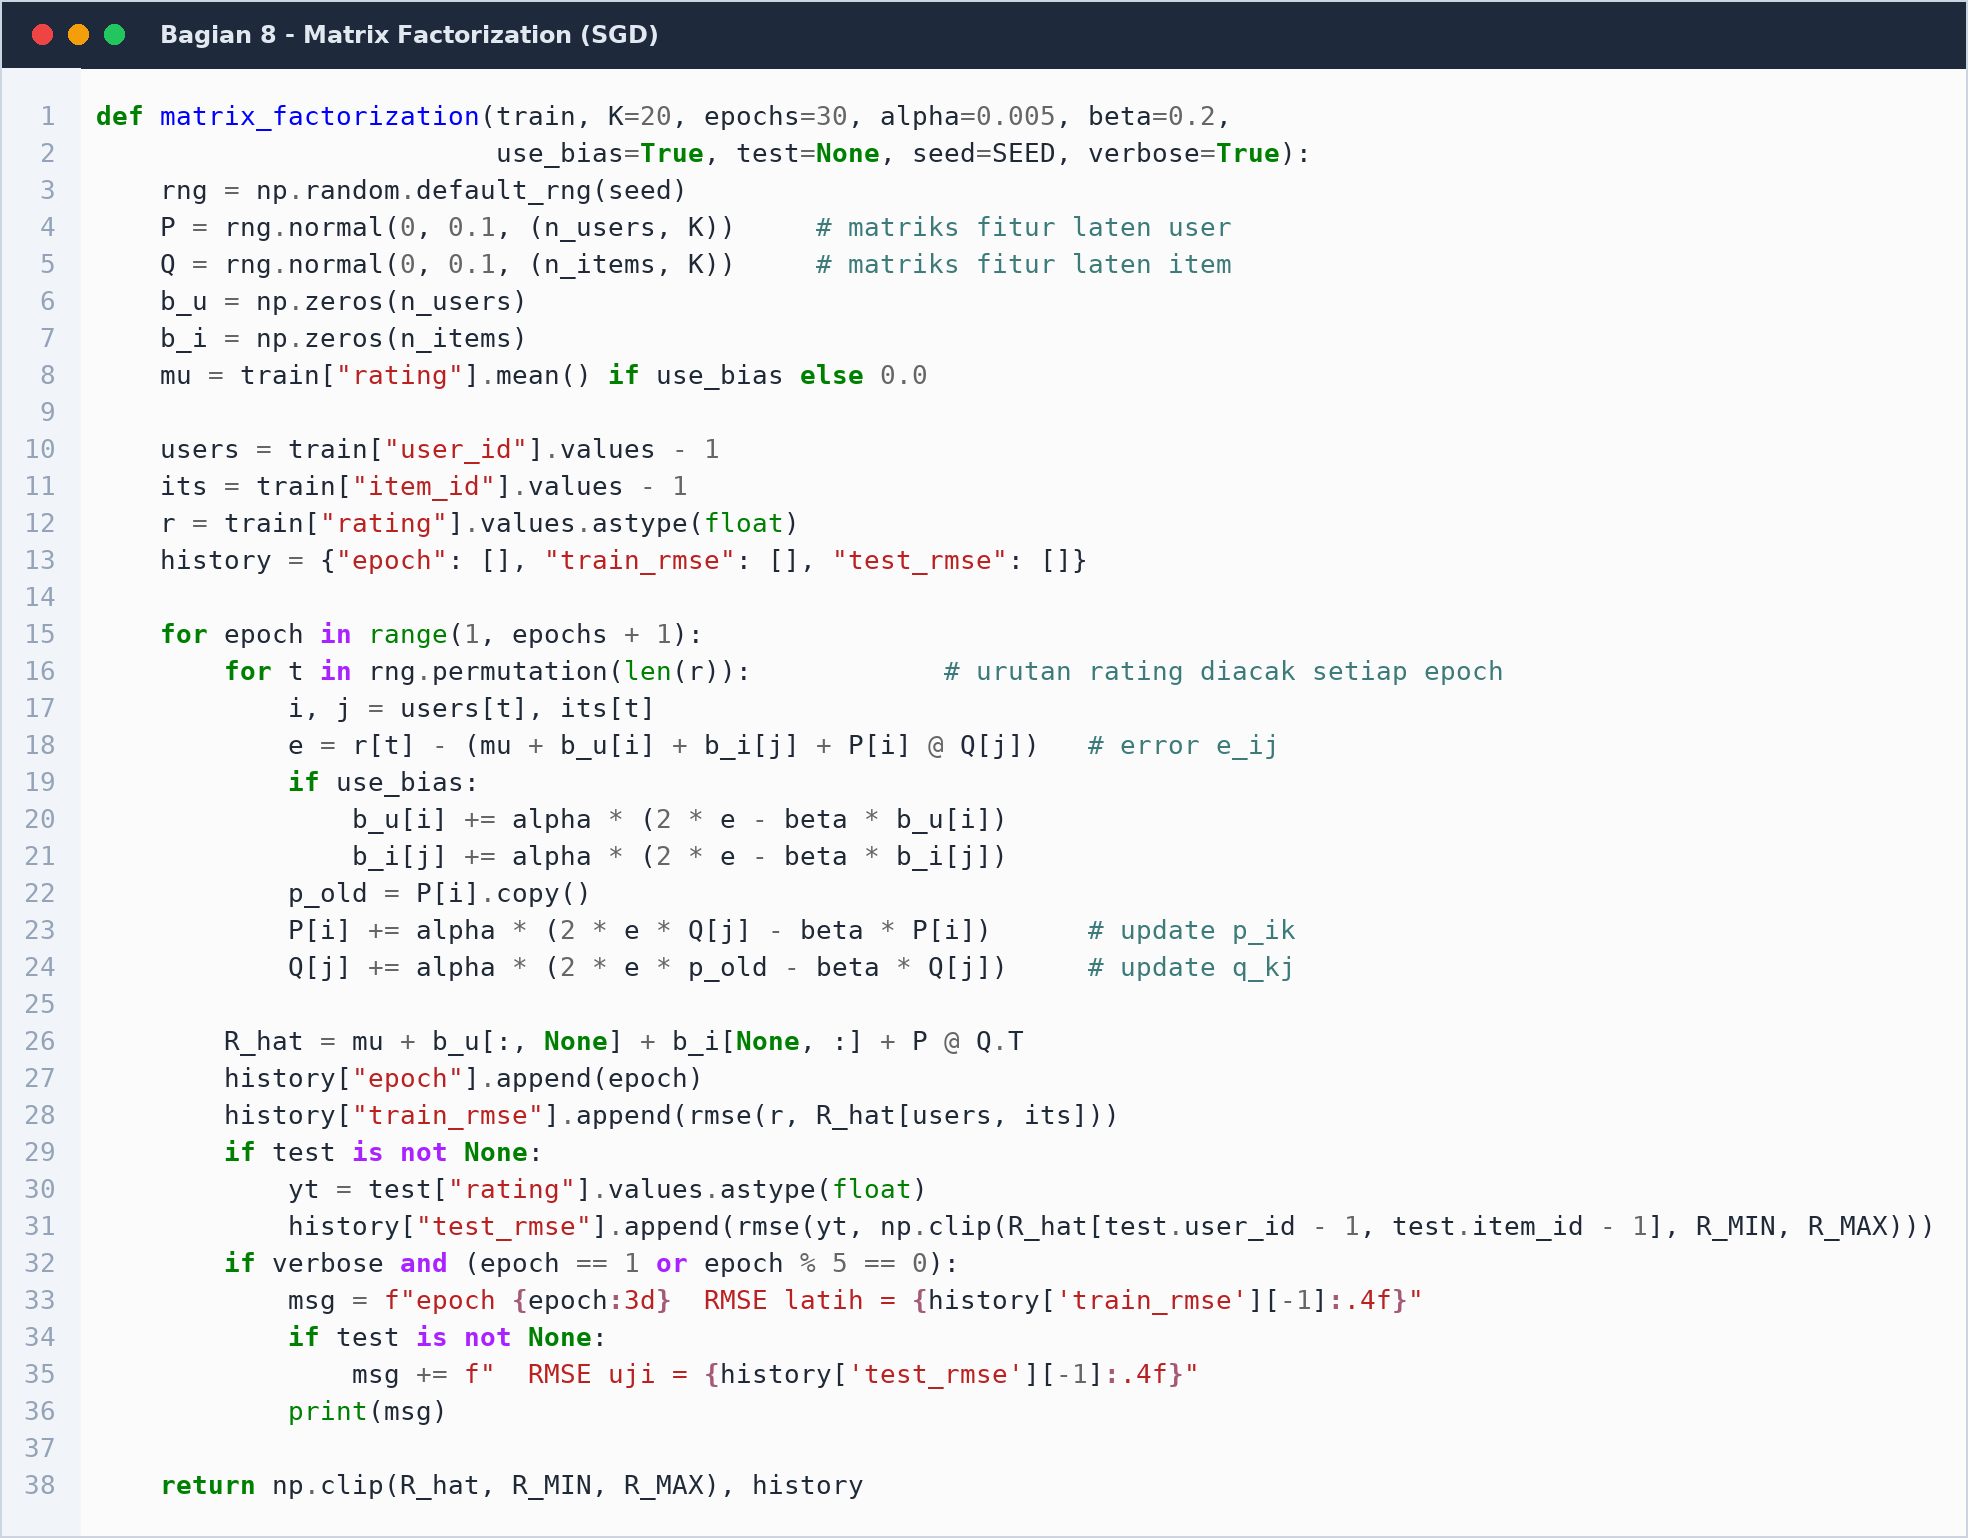 Bagian 8 - Matrix Factorization (SGD)
1 def matrix_factorization(train, K=20, epochs=30, alpha=0.005, beta=0.2,
2                          use_bias=True, test=None, seed=SEED, verbose=True):
3     rng = np.random.default_rng(seed)
4     P = rng.normal(0, 0.1, (n_users, K))     # matriks fitur laten user
5     Q = rng.normal(0, 0.1, (n_items, K))     # matriks fitur laten item
6     b_u = np.zeros(n_users)
7     b_i = np.zeros(n_items)
8     mu = train["rating"].mean() if use_bias else 0.0
9
10     users = train["user_id"].values - 1
11     its = train["item_id"].values - 1
12     r = train["rating"].values.astype(float)
13     history = {"epoch": [], "train_rmse": [], "test_rmse": []}
14
15     for epoch in range(1, epochs + 1):
16         for t in rng.permutation(len(r)):            # urutan rating diacak setiap epoch
17             i, j = users[t], its[t]
18             e = r[t] - (mu + b_u[i] + b_i[j] + P[i] @ Q[j])   # error e_ij
19             if use_bias:
20                 b_u[i] += alpha * (2 * e - beta * b_u[i])
21                 b_i[j] += alpha * (2 * e - beta * b_i[j])
22             p_old = P[i].copy()
23             P[i] += alpha * (2 * e * Q[j] - beta * P[i])      # update p_ik
24             Q[j] += alpha * (2 * e * p_old - beta * Q[j])     # update q_kj
25
26         R_hat = mu + b_u[:, None] + b_i[None, :] + P @ Q.T
27         history["epoch"].append(epoch)
28         history["train_rmse"].append(rmse(r, R_hat[users, its]))
29         if test is not None:
30             yt = test["rating"].values.astype(float)
31             history["test_rmse"].append(rmse(yt, np.clip(R_hat[test.user_id - 1, test.item_id - 1], R_MIN, R_MAX)))
32         if verbose and (epoch == 1 or epoch % 5 == 0):
33             msg = f"epoch {epoch:3d}  RMSE latih = {history['train_rmse'][-1]:.4f}"
34             if test is not None:
35                 msg += f"  RMSE uji = {history['test_rmse'][-1]:.4f}"
36             print(msg)
37
38     return np.clip(R_hat, R_MIN, R_MAX), history